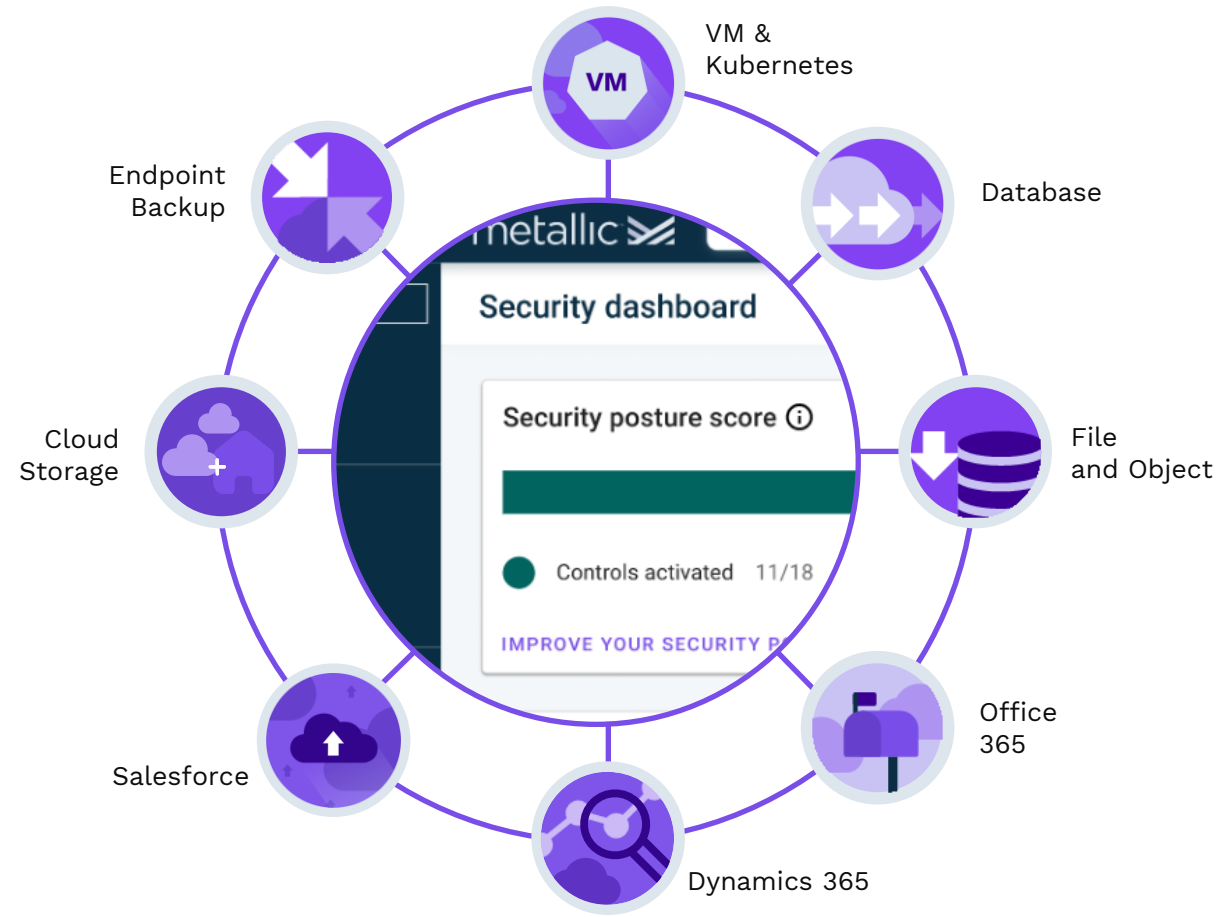 VM &
Kubernetes
VM
Endpoint
Backup
Database
metallic
Security dashboard
Cloud
Storage
Security posture score
File
and Object
Controls activated 11/18
IMPROVE YOUR SECURITY
Office
365
Salesforce
Dynamics 365